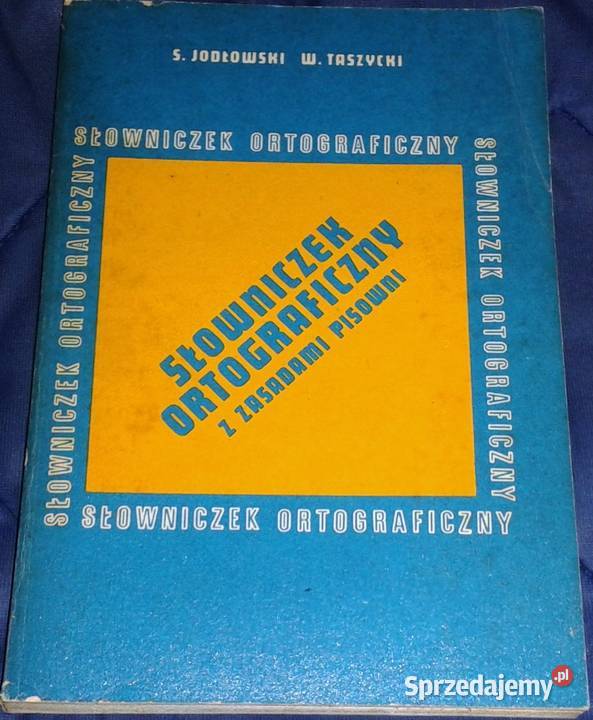 S. JODŁOWSKI W. TASZYCKI
SŁOWNICZEK ORTOGRAFICZNY
SŁOWNICZEK ORTOGRAFICZNY
SŁOWNICZEK ORTOGRAFICZNY
SŁOWNICZEK
ORTOGRAFICZNY
Z ZASADAMI PISOWNI
SŁOWNICZEK ORTOGRAFICZNY
Sprzedajemy.pl